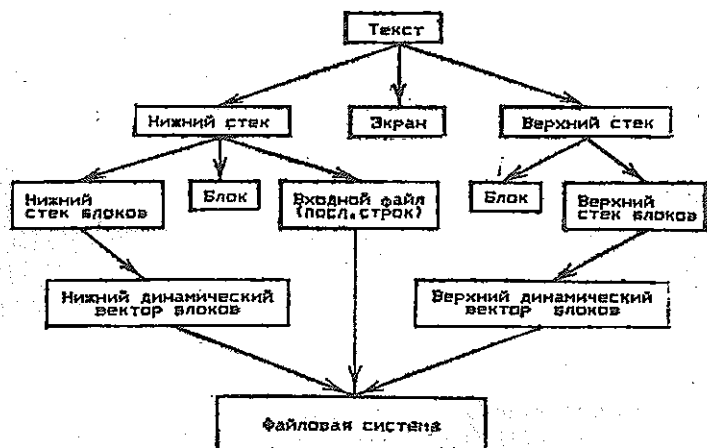 Текст
Нижний стек
Экран
Верхний стек
Нижний
стек блоков
Блок
Входной файл
(посл.строк)
Блок
Верхний
стек блоков
Нижний динамический
вектор блоков
Верхний динамический
вектор блоков
Файловая система